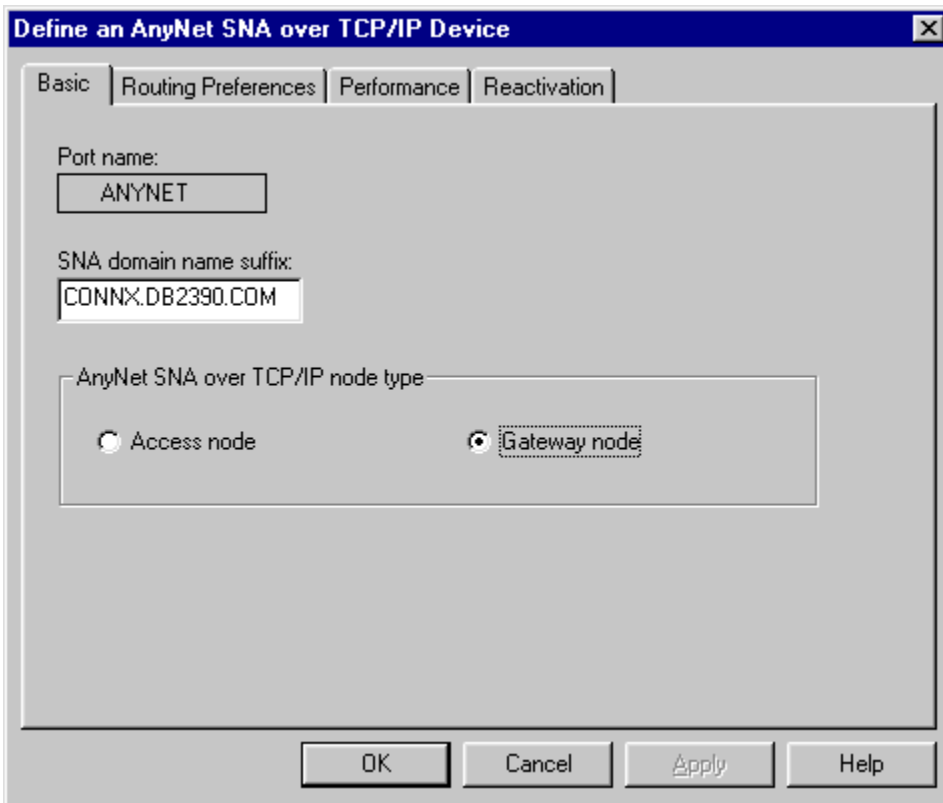 Define an AnyNet SNA over TCP/IP Device
Basic Routing Preferences Performance Reactivation
Port name:
ANYNET
SNA domain name suffix:
CONNX.DB2390.COM
AnyNet SNA over TCP/IP node type
Access node Gateway node
OK Cancel Apply Help